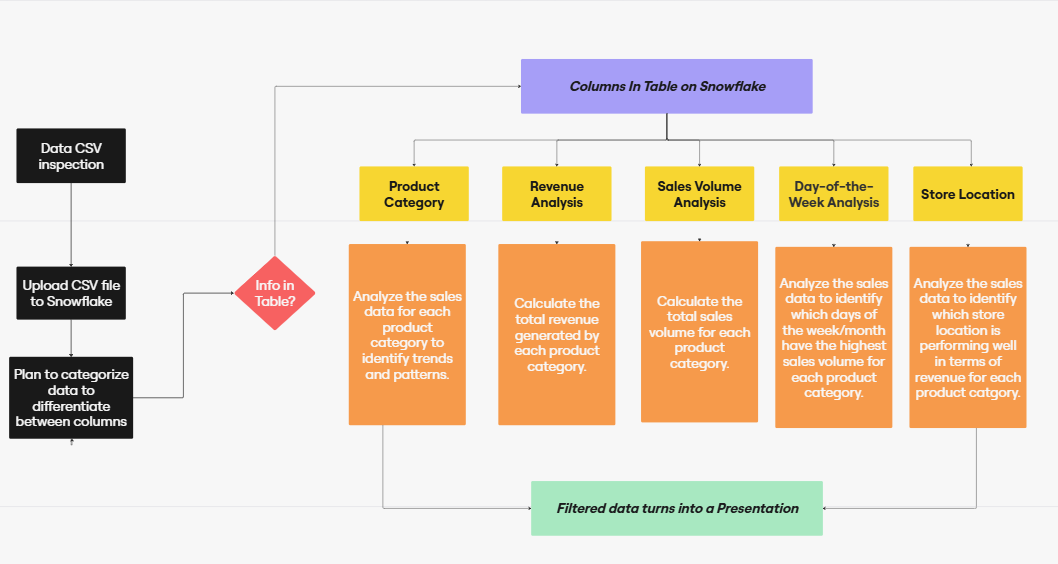 Columns In Table on Snowflake
Data CSV
inspection
Upload CSV file
to Snowflake
Plan to categorize
data to
differentiate
between columns
Info in
Table?
Product
Category
Revenue
Analysis
Sales Volume
Analysis
Day-of-the-
Week Analysis
Store Location
Analyze the sales
data for each
product
category to
identify trends
and patterns.
Calculate the
total revenue
generated by
each product
category.
Calculate the
total sales
volume for each
product
category.
Analyze the sales
data to identify
which days of
the week/month
have the highest
sales volume for
each product
category.
Analyze the sales
data to identify
which store
location is
performing well
in terms of
revenue for each
product catgory.
Filtered data turns into a Presentation